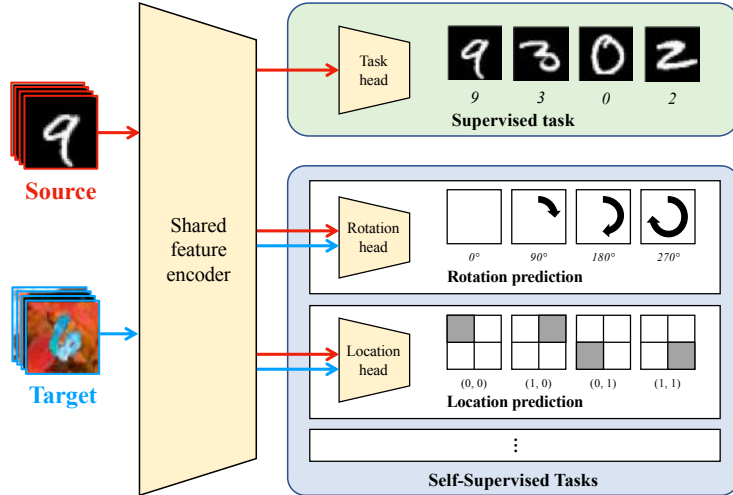 Task
head
9 3 0 2
Supervised task
Source
Shared
feature
encoder
Rotation
head
0° 90° 180° 270°
Rotation prediction
Target
Location
head
(0, 0) (1, 0) (0, 1) (1, 1)
Location prediction
⋮
Self-Supervised Tasks